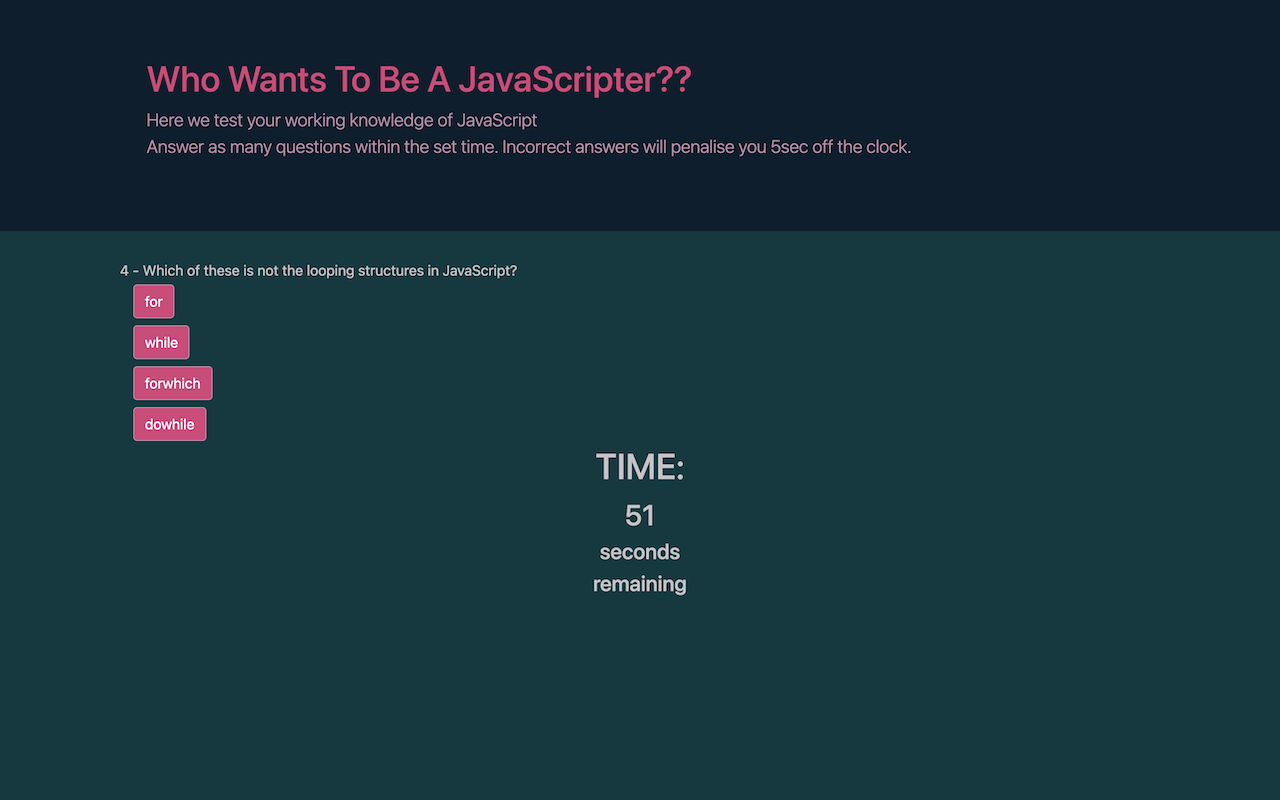 Who Wants To Be A JavaScripter??
Here we test your working knowledge of JavaScript
Answer as many questions within the set time. Incorrect answers will penalise you 5sec off the clock.
4 - Which of these is not the looping structures in JavaScript?
for
while
forwhich
dowhile
TIME:
51
seconds
remaining